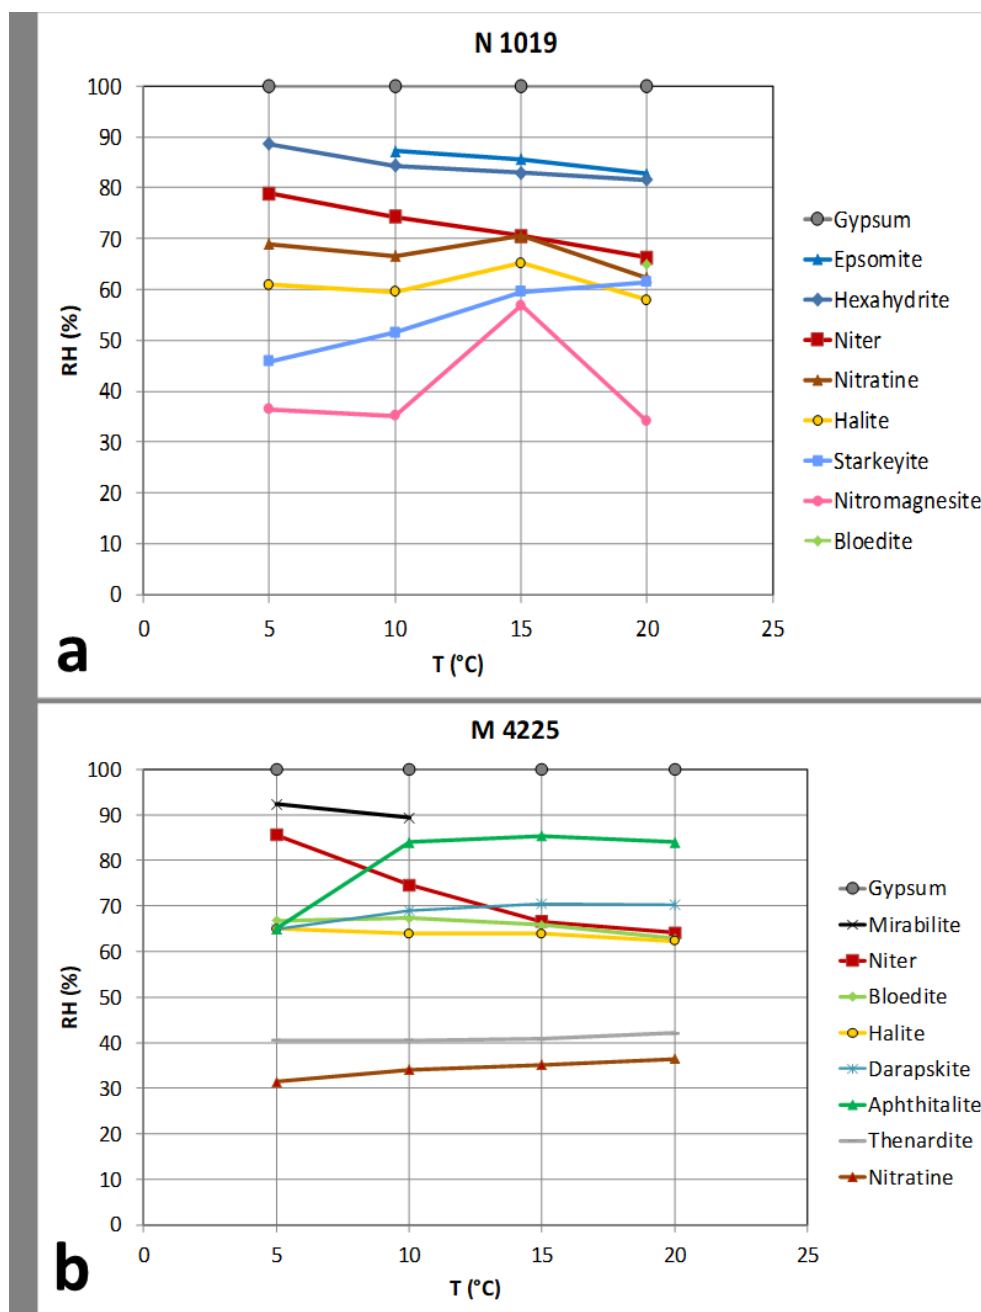 N 1019
100
90
80
70
60
50
40
30
20
10
0
RH (%)
0 5 10 15 20 25
T (°C)
Gypsum
Epsomite
Hexahydrite
Niter
Nitratine
Halite
Starkeyite
Nitromagnesite
Bloedite
a
M 4225
100
90
80
70
60
50
40
30
20
10
0
RH (%)
0 5 10 15 20 25
T (°C)
Gypsum
Mirabilite
Niter
Bloedite
Halite
Darapskite
Aphthitalite
Thenardite
Nitratine
b